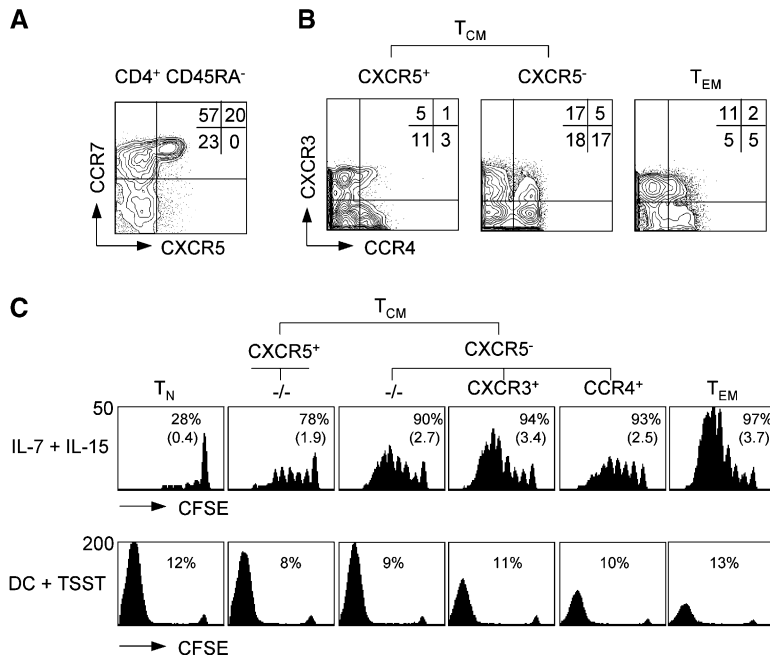 A
CD4+ CD45RA-
57 20
23 0
CCR7
CXCR5
B
TCM
CXCR5+ CXCR5- TEM
5 1
11 3
17 5
18 17
11 2
5 5
CXCR3
CCR4
C
TCM
CXCR5+ CXCR5-
TN -/- -/- CXCR3+ CCR4+ TEM
50
IL-7 + IL-15
28% 78% 90% 94% 93% 97%
(0.4) (1.9) (2.7) (3.4) (2.5) (3.7)
CFSE
200
DC + TSST
12% 8% 9% 11% 10% 13%
CFSE